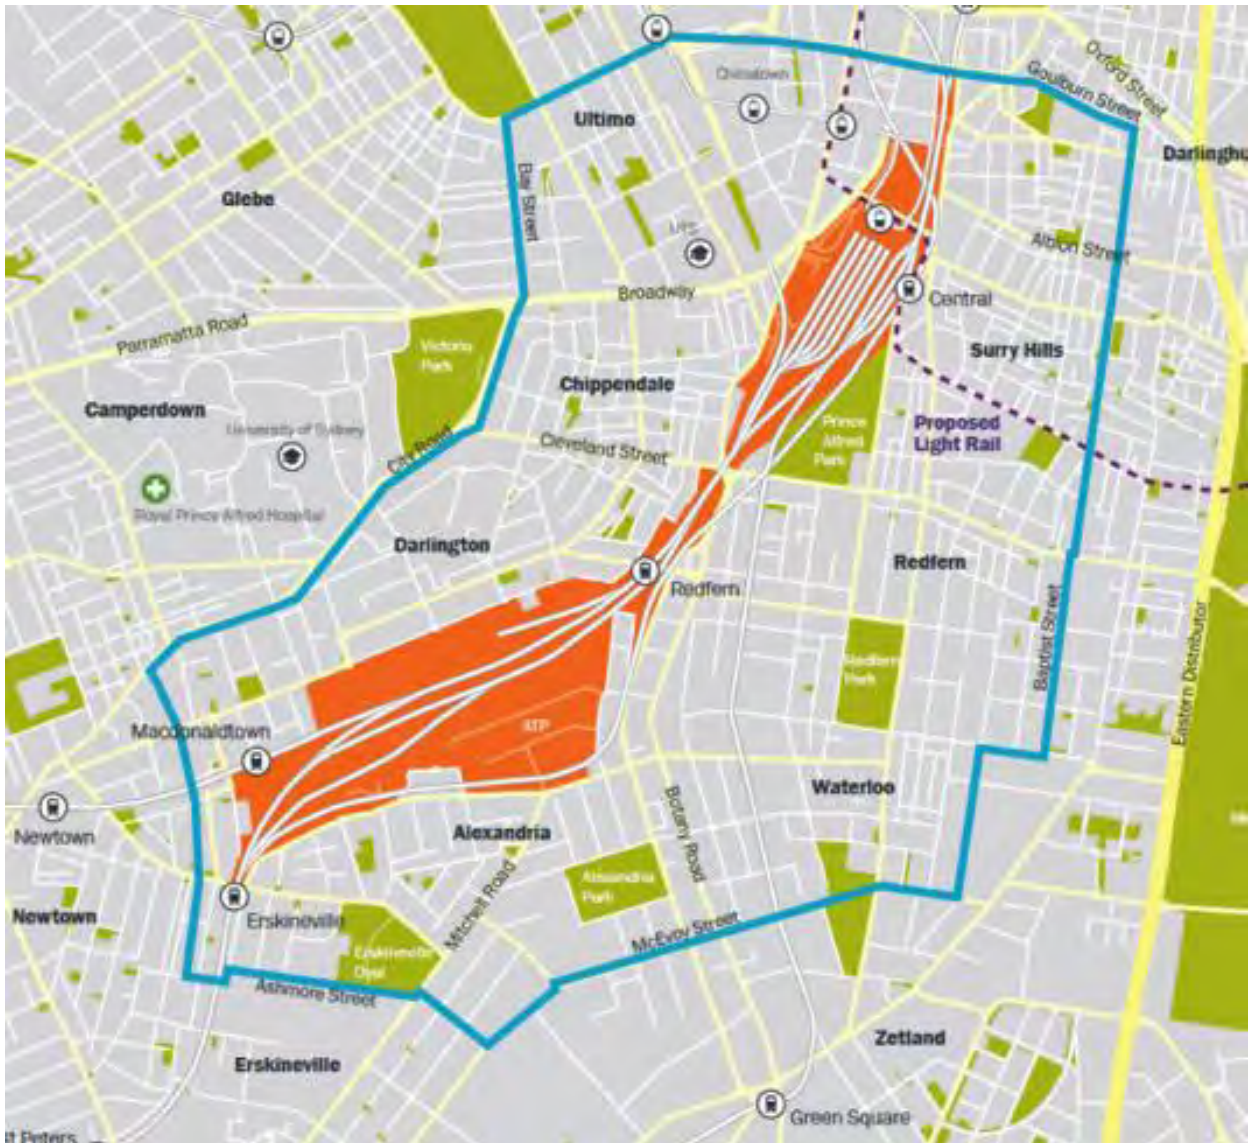 Oxford Street
Goulburn Street
Chinatown
Ultimo
Darlinghu
Glebe
Bay Street
UTS
Albion Street
Broadway
Central
Parramatta Road
Victoria
Park
Surry Hills
Chippendale
Camperdown
University of Sydney
City Road
Cleveland Street
Prince
Alfred
Park
Proposed
Light Rail
Royal Prince Alfred Hospital
Darlington
Redfern
Redfern
Baptist Street
Eastern Distributor
Redfern
Park
ATP
Macdonaldtown
Newtown
Waterloo
Alexandria
Botany Road
Mitchell Road
Alexandria
Park
Newtown
Erskineville
McEvoy Street
Erskineville
Oval
Ashmore Street
Erskineville
Zetland
Green Square
t Peters